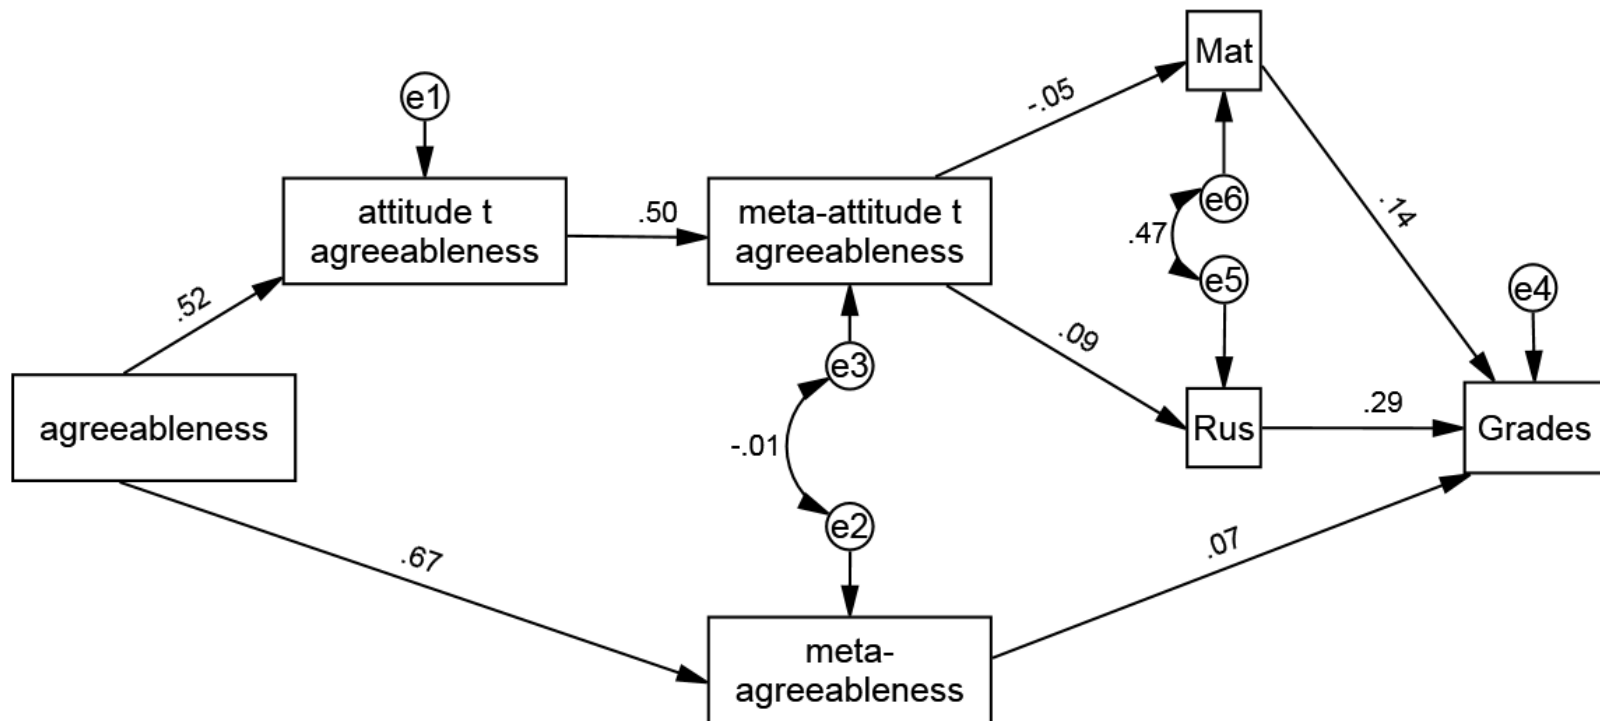 Mat
-.05
e1
attitude t
agreeableness
.50
meta-attitude t
agreeableness
e6
.47
e5
.14
e4
.52
.09
e3
agreeableness
-.01
Rus
.29
Grades
e2
.67
.07
meta-
agreeableness